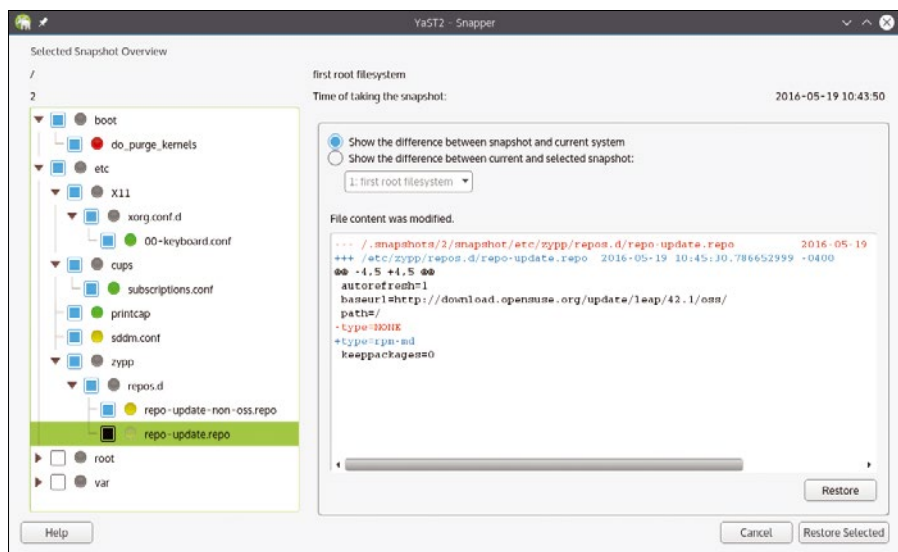 YaST2 - Snapper
Selected Snapshot Overview
/
first root filesystem
2
Time of taking the snapshot:
2016-05-19 10:43:50
boot
do_purge_kernels
etc
X11
xorg.conf.d
00-keyboard.conf
cups
subscriptions.conf
printcap
sddm.conf
zypp
repos.d
repo-update-non-oss.repo
repo-update.repo
root
var
Show the difference between snapshot and current system
Show the difference between current and selected snapshot:
1: first root filesystem
File content was modified.
--- /.snapshots/2/snapshot/etc/zypp/repos.d/repo-update.repo 2016-05-19
+++ /etc/zypp/repos.d/repo-update.repo 2016-05-19 10:45:30.786652999 -0400
@@ -4,5 +4,5 @@
autorefresh=1
baseurl=http://download.opensuse.org/update/leap/42.1/oss/
path=/
-type=NONE
+type=rpm-md
keeppackages=0
Restore
Help
Cancel
Restore Selected